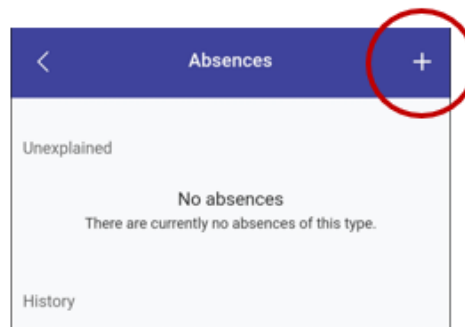 Absences
Unexplained
No absences
There are currently no absences of this type.
History